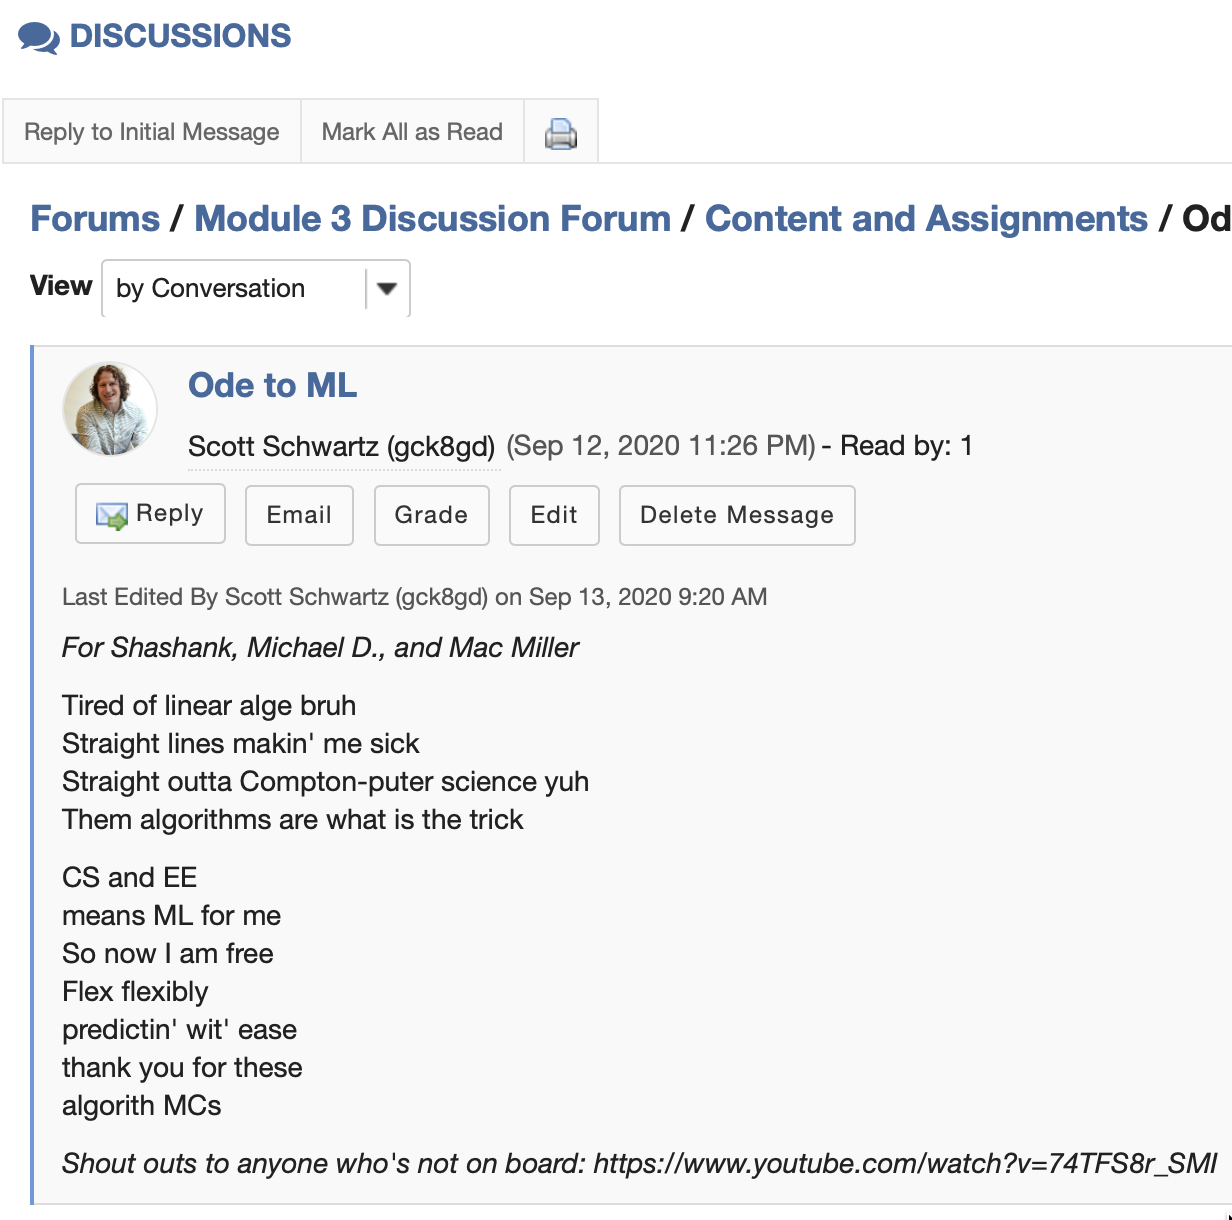 DISCUSSIONS
Reply to Initial Message Mark All as Read
Forums / Module 3 Discussion Forum / Content and Assignments / Od
View by Conversation
Ode to ML
Scott Schwartz (gck8gd) (Sep 12, 2020 11:26 PM) - Read by: 1
Reply Email Grade Edit Delete Message
Last Edited By Scott Schwartz (gck8gd) on Sep 13, 2020 9:20 AM
For Shashank, Michael D., and Mac Miller
Tired of linear alge bruh
Straight lines makin' me sick
Straight outta Compton-puter science yuh
Them algorithms are what is the trick
CS and EE
means ML for me
So now I am free
Flex flexibly
predictin' wit' ease
thank you for these
algorith MCs
Shout outs to anyone who's not on board: https://www.youtube.com/watch?v=74TFS8r_SMI